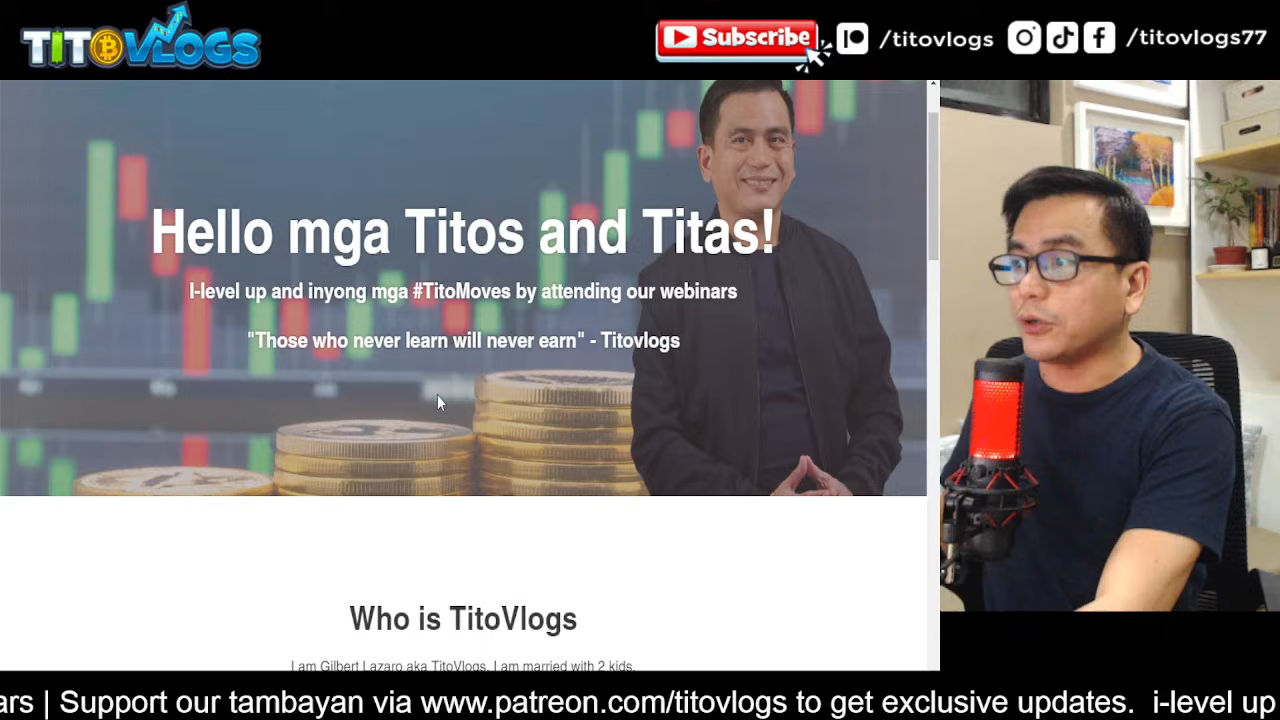 TITOVLOGS
Subscribe
/titovlogs
/titovlogs77
Hello mga Titos and Titas!
I-level up and inyong mga #TitoMoves by attending our webinars
"Those who never learn will never earn" - Titovlogs
Who is TitoVlogs
I am Gilbert Lazaro aka TitoVlogs. I am married with 2 kids.
ars | Support our tambayan via www.patreon.com/titovlogs to get exclusive updates. i-level up